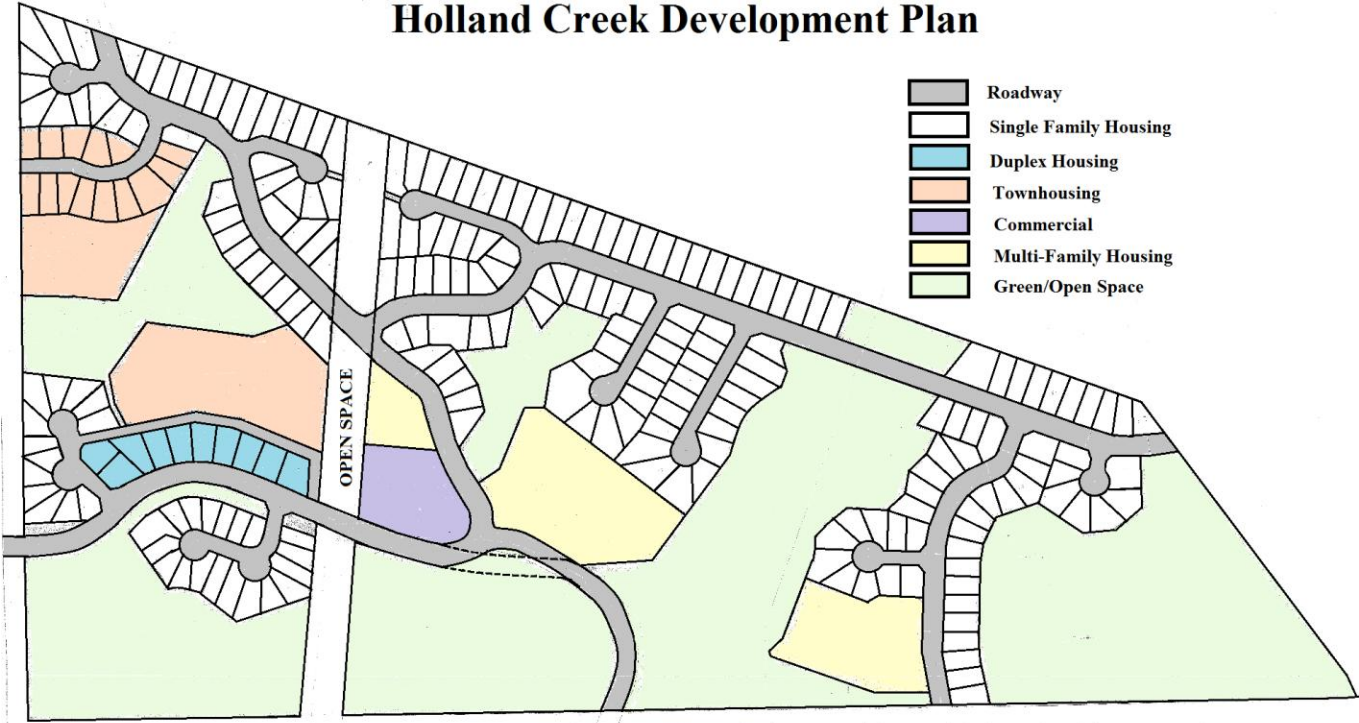 Holland Creek Development Plan
Roadway
Single Family Housing
Duplex Housing
Townhousing
Commercial
Multi-Family Housing
Green/Open Space
OPEN SPACE